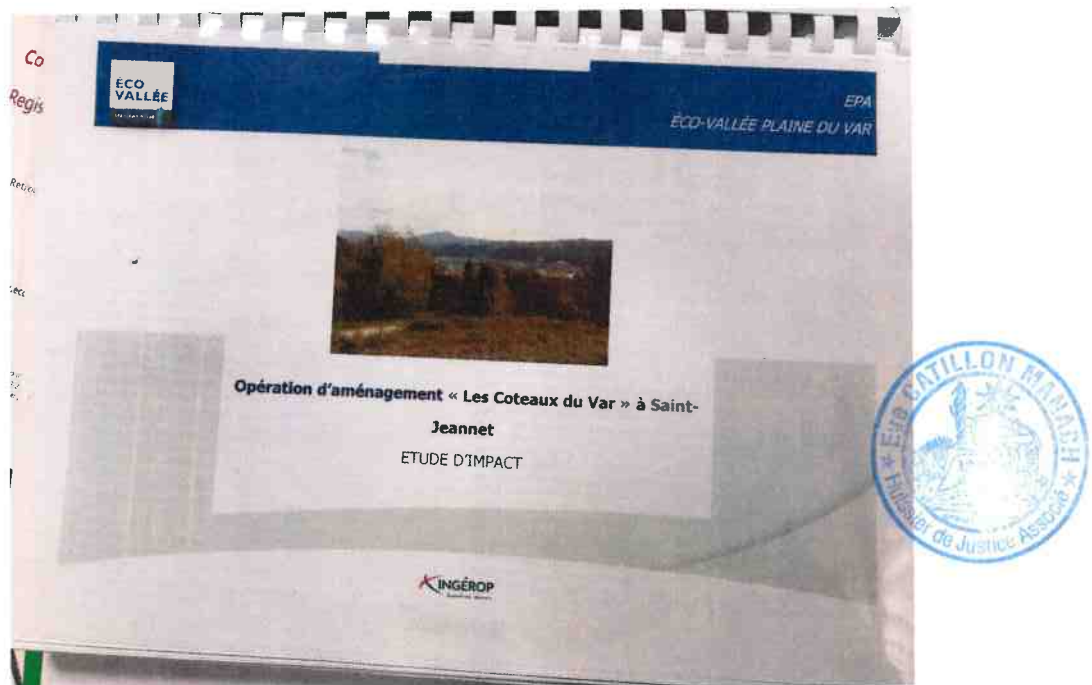 Co
Regis
ÉCO
VALLÉE
EPA
ÉCO-VALLÉE PLAINE DU VAR
Opération d'aménagement « Les Coteaux du Var » à Saint-
Jeannet
ETUDE D'IMPACT
INGÉROP
CATILLON MANACH
Huissier de Justice Associé